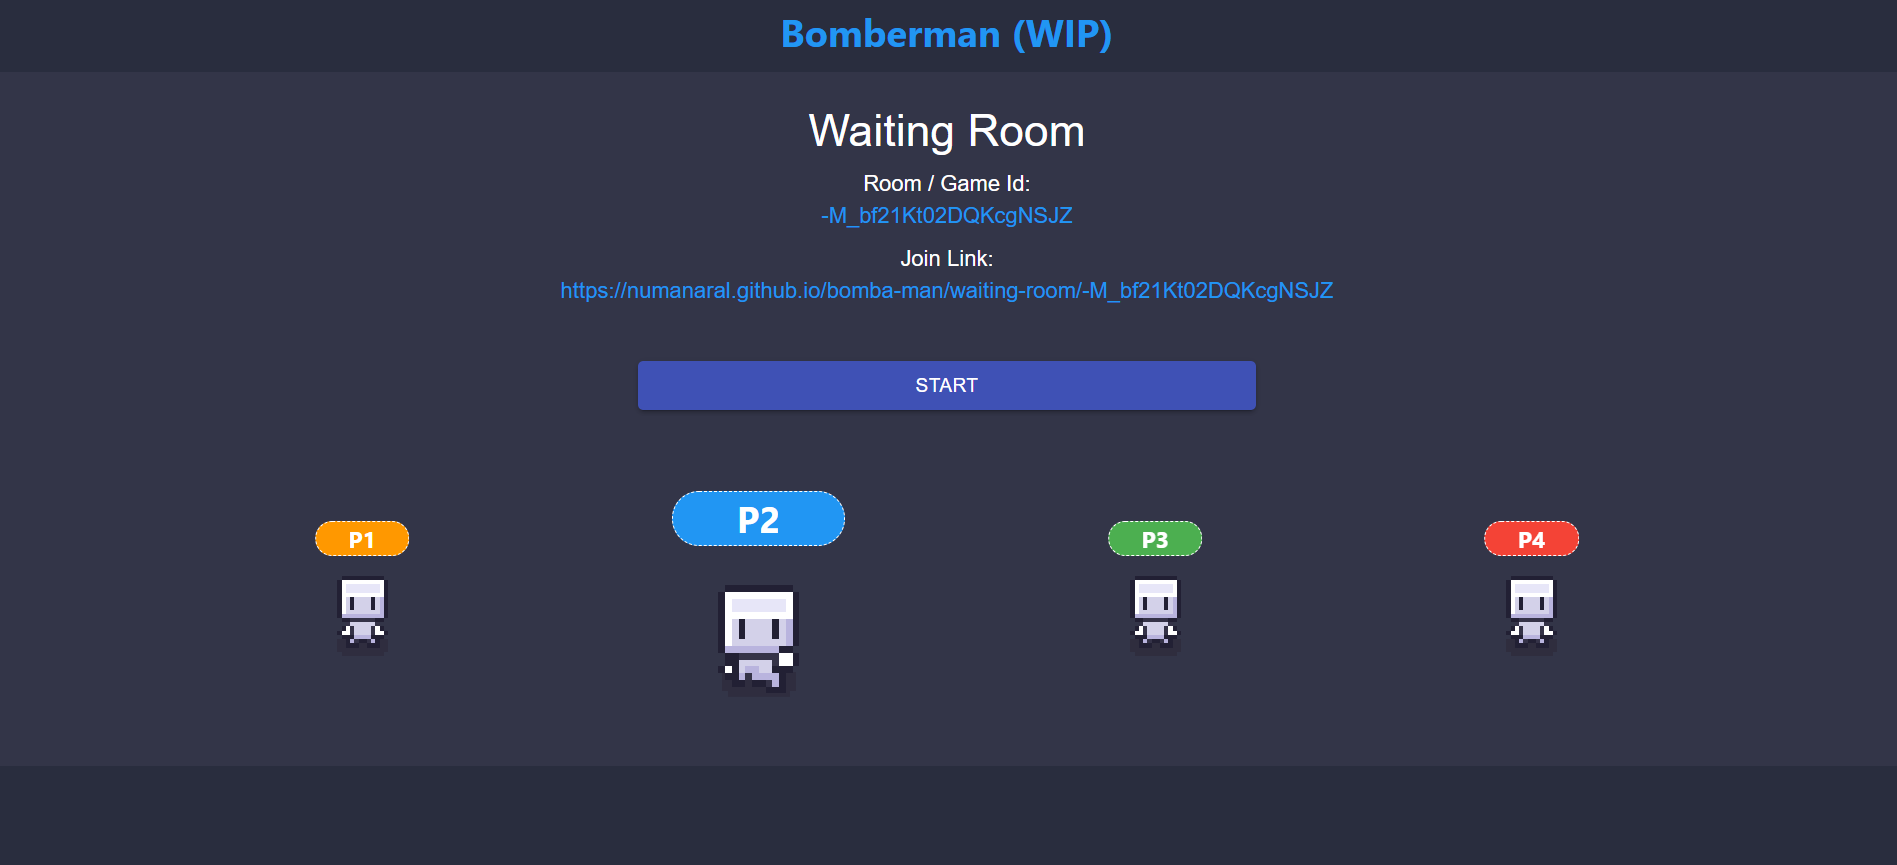 Bomberman (WIP)
Waiting Room
Room / Game Id:
-M_bf21Kt02DQKcgNSJZ
Join Link:
https://numanaral.github.io/bomba-man/waiting-room/-M_bf21Kt02DQKcgNSJZ
START
P1
P2
P3
P4